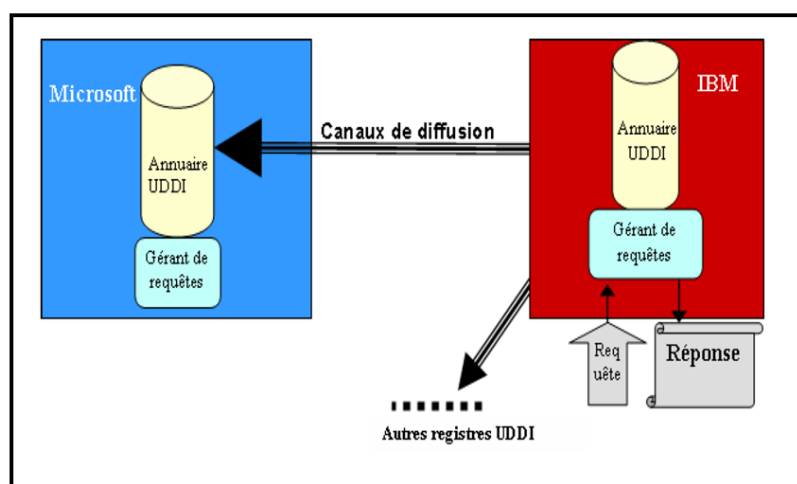 Microsoft
Annuaire
UDDI
Gérant de
requêtes
Canaux de diffusion
IBM
Annuaire
UDDI
Gérant de
requêtes
Req
uête
Réponse
Autres registres UDDI